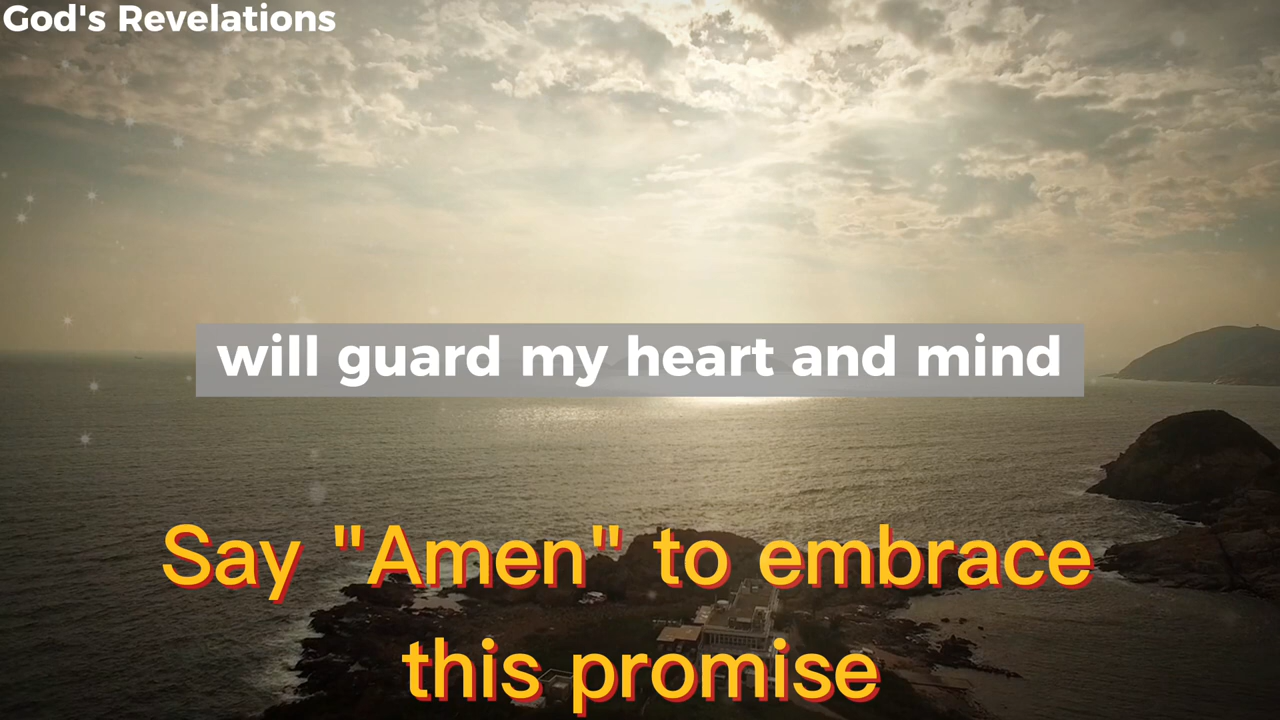 God's Revelations
will guard my heart and mind
Say "Amen" to embrace
this promise